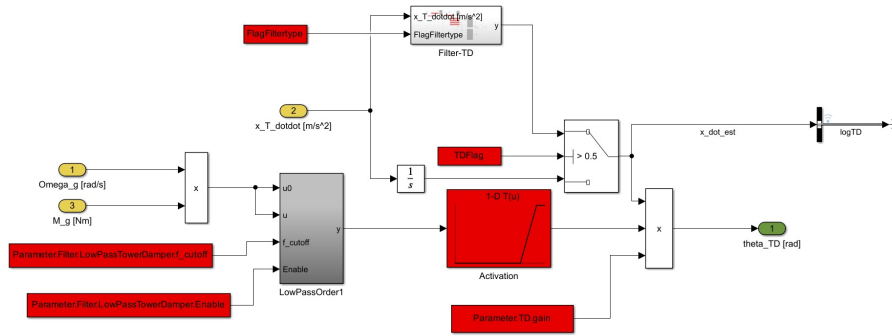 x_T_dotdot [m/s^2]
FlagFiltertype
y
Filter-TD
FlagFiltertype
2
x_T_dotdot [m/s^2]
TDFlag
> 0.5
x_dot_est
logTD
1
Omega_g [rad/s]
3
M_g [Nm]
x
1
s
u0
u
f_cutoff
Enable
y
LowPassOrder1
1-D T(u)
Activation
x
1
theta_TD [rad]
Parameter.Filter.LowPassTowerDamper.f_cutoff
Parameter.Filter.LowPassTowerDamper.Enable
Parameter.TD.gain